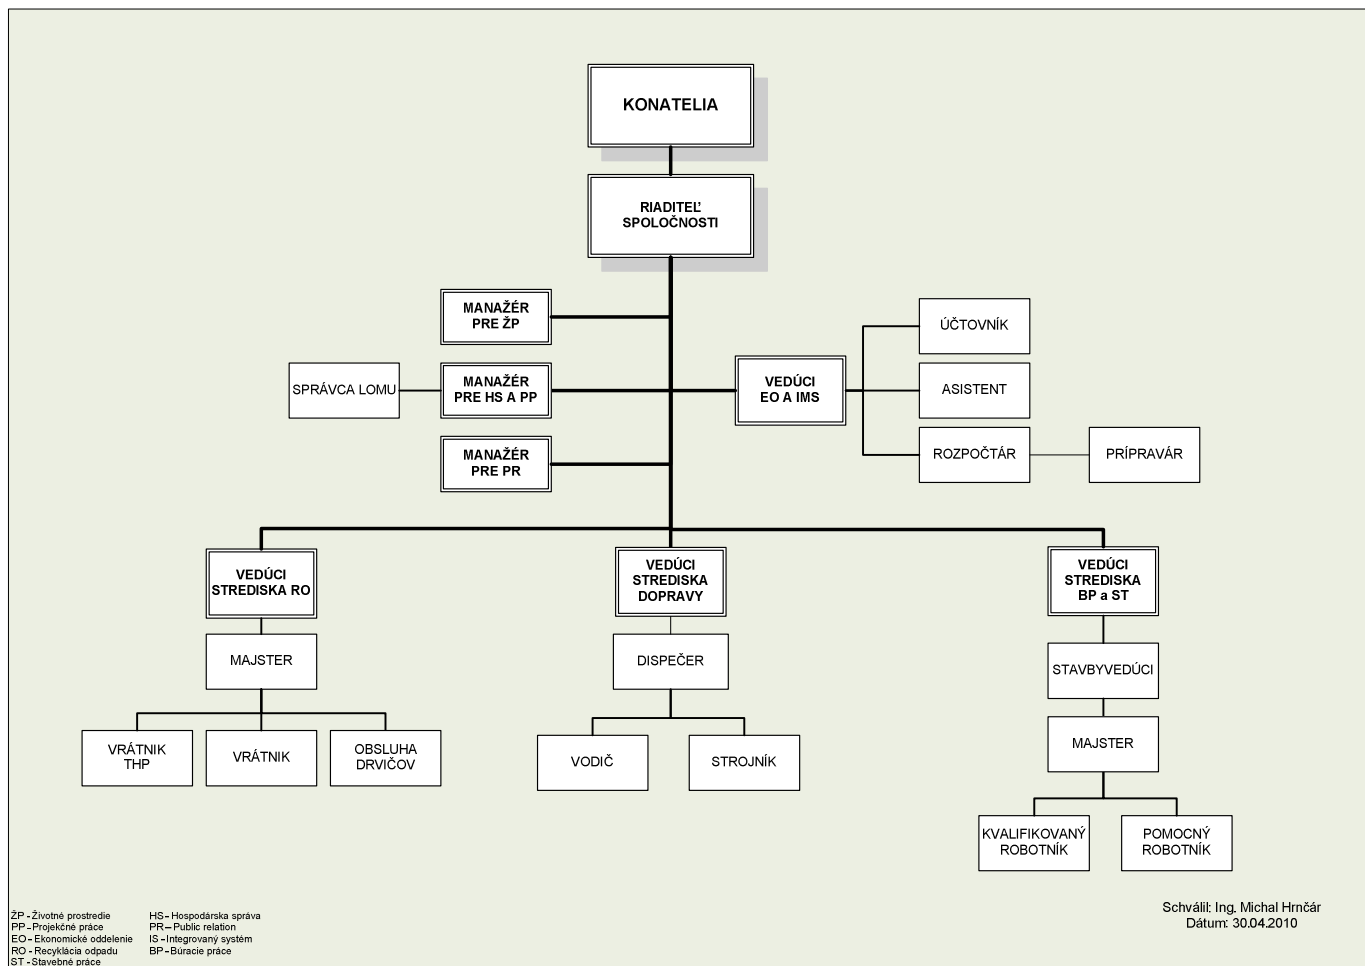 KONATELIA
RIADITEĽ
SPOLOČNOSTI
MANAŽÉR
PRE ŽP
SPRÁVCA LOMU
MANAŽÉR
PRE HS A PP
MANAŽÉR
PRE PR
VEDÚCI
EO A IMS
ÚČTOVNÍK
ASISTENT
ROZPOČTÁR
PRÍPRAVÁR
VEDÚCI
STREDISKA RO
MAJSTER
VRÁTNIK
THP
VRÁTNIK
OBSLUHA
DRVIČOV
VEDÚCI
STREDISKA
DOPRAVY
DISPEČER
VODIČ
STROJNÍK
VEDÚCI
STREDISKA
BP a ST
STAVBYVEDÚCI
MAJSTER
KVALIFIKOVANÝ
ROBOTNÍK
POMOCNÝ
ROBOTNÍK
ŽP - Životné prostredie
PP - Projekčné práce
EO - Ekonomické oddelenie
RO - Recyklácia odpadu
ST - Stavebné práce
HS - Hospodárska správa
PR - Public relation
IS - Integrovaný systém
BP - Búracie práce
Schválil: Ing. Michal Hrnčár
Dátum: 30.04.2010